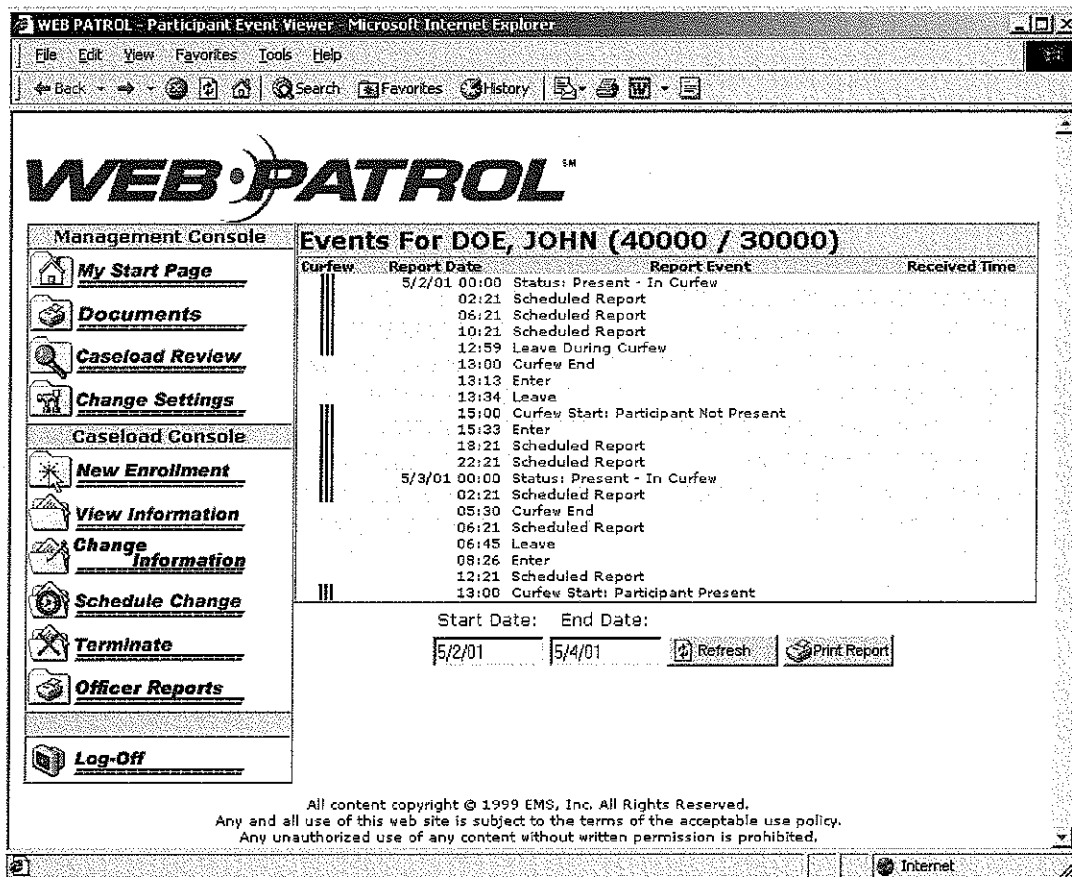 WEB PATROL - Participant Event Viewer - Microsoft Internet Explorer
File Edit View Favorites Tools Help
Back Search Favorites History
WEB PATROL SM
Management Console
My Start Page
Documents
Caseload Review
Change Settings
Caseload Console
New Enrollment
View Information
Change Information
Schedule Change
Terminate
Officer Reports
Log-Off
Events For DOE, JOHN (40000 / 30000)
Curfew Report Date Report Event Received Time
5/2/01 00:00 Status: Present - In Curfew
02:21 Scheduled Report
06:21 Scheduled Report
10:21 Scheduled Report
12:59 Leave During Curfew
13:00 Curfew End
13:13 Enter
13:34 Leave
15:00 Curfew Start: Participant Not Present
15:33 Enter
18:21 Scheduled Report
22:21 Scheduled Report
5/3/01 00:00 Status: Present - In Curfew
02:21 Scheduled Report
05:30 Curfew End
06:21 Scheduled Report
06:45 Leave
08:26 Enter
12:21 Scheduled Report
13:00 Curfew Start: Participant Present
Start Date: End Date:
5/2/01 5/4/01 Refresh Print Report
All content copyright © 1999 EMS, Inc. All Rights Reserved.
Any and all use of this web site is subject to the terms of the acceptable use policy.
Any unauthorized use of any content without written permission is prohibited.
Internet